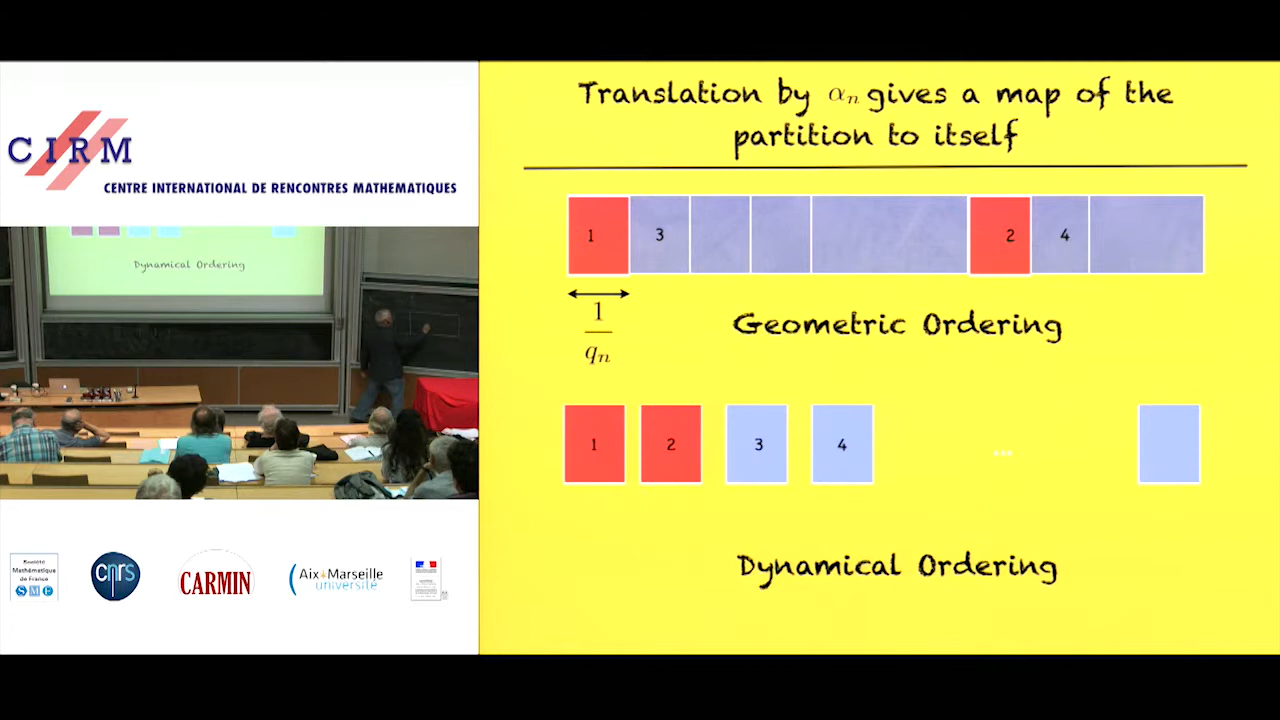 CIRM
CENTRE INTERNATIONAL DE RENCONTRES MATHEMATIQUES
Dynamical Ordering
Société
Mathématique
de France
SMF
cnrs
CARMIN
Aix*Marseille
université
Translation by αₙ gives a map of the
partition to itself
1 3 2 4
1
qₙ
Geometric Ordering
1 2 3 4 ...
Dynamical Ordering